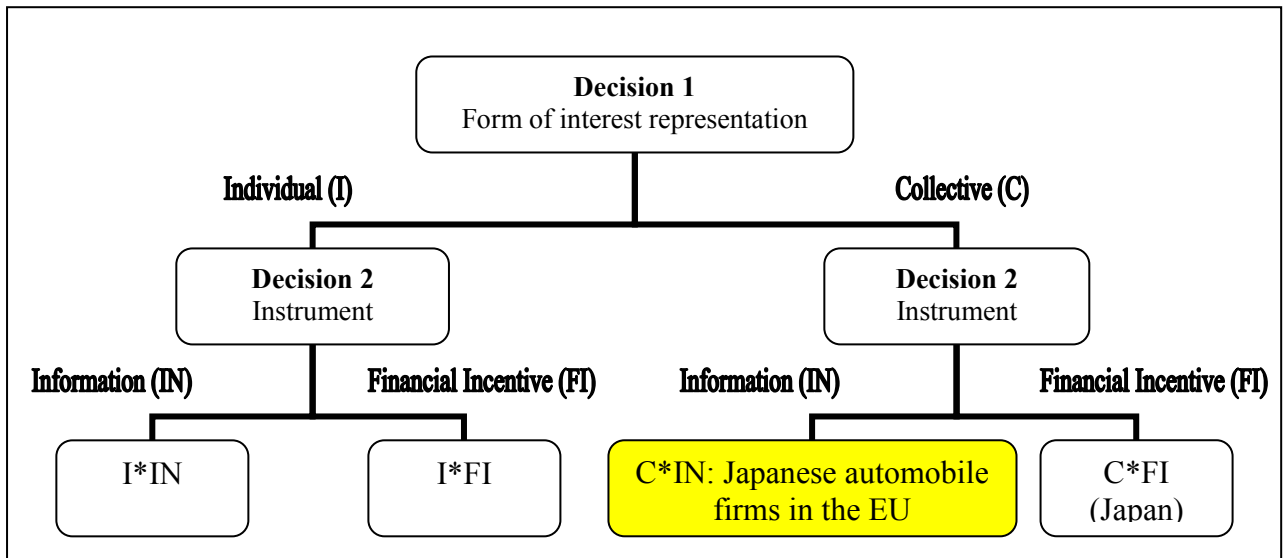 Decision 1
Form of interest representation
Individual (I)
Collective (C)
Decision 2
Instrument
Decision 2
Instrument
Information (IN)
Financial Incentive (FI)
Information (IN)
Financial Incentive (FI)
I*IN
I*FI
C*IN: Japanese automobile
firms in the EU
C*FI
(Japan)